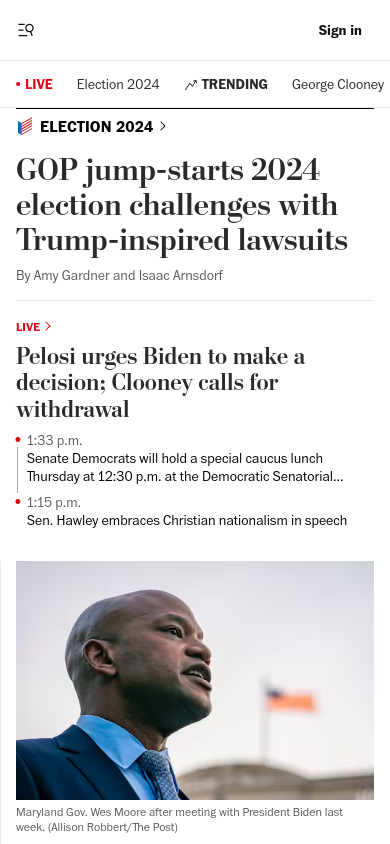 Sign in
LIVE
Election 2024
TRENDING
George Clooney
ELECTION 2024
GOP jump-starts 2024
election challenges with
Trump-inspired lawsuits
By Amy Gardner and Isaac Arnsdorf
LIVE
Pelosi urges Biden to make a
decision; Clooney calls for
withdrawal
1:33 p.m.
Senate Democrats will hold a special caucus lunch
Thursday at 12:30 p.m. at the Democratic Senatorial...
1:15 p.m.
Sen. Hawley embraces Christian nationalism in speech
Maryland Gov. Wes Moore after meeting with President Biden last
week. (Allison Robbert/The Post)